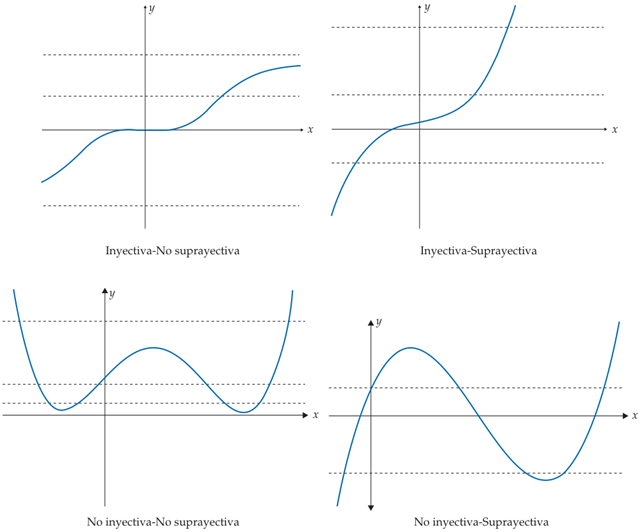 y
x
Inyectiva-No suprayectiva
y
x
Inyectiva-Suprayectiva
y
x
No inyectiva-No suprayectiva
y
x
No inyectiva-Suprayectiva